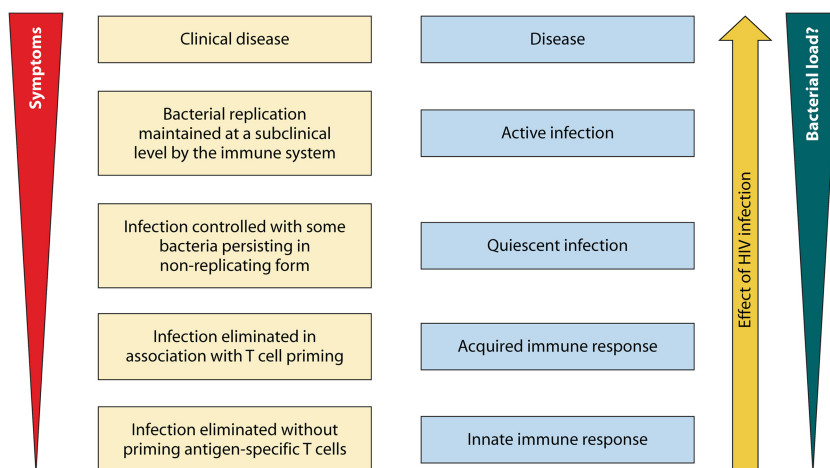 Symptoms
Clinical disease
Disease
Bacterial load?
Bacterial replication
maintained at a subclinical
level by the immune system
Active infection
Effect of HIV infection
Infection controlled with some
bacteria persisting in
non-replicating form
Quiescent infection
Infection eliminated in
association with T cell priming
Acquired immune response
Infection eliminated without
priming antigen-specific T cells
Innate immune response